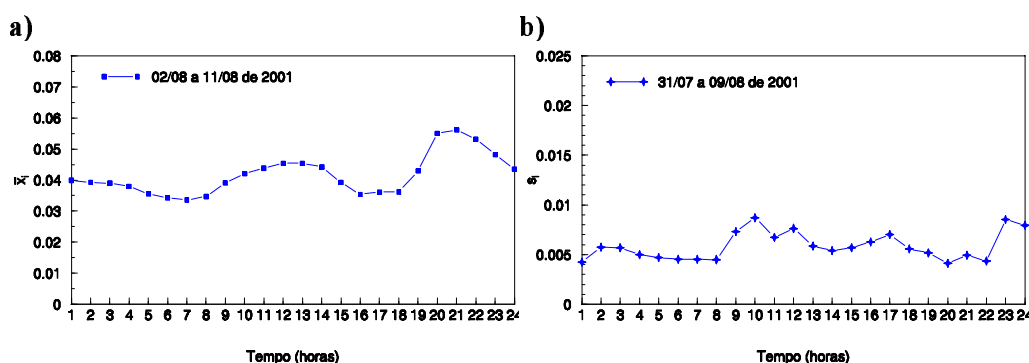 a)
0.08
0.07
0.06
0.05
0.04
0.03
0.02
0.01
0
x̄i
02/08 a 11/08 de 2001
1 2 3 4 5 6 7 8 9 10 11 12 13 14 15 16 17 18 19 20 21 22 23 24
Tempo (horas)
b)
0.025
0.02
0.015
0.01
0.005
0
si
31/07 a 09/08 de 2001
1 2 3 4 5 6 7 8 9 10 11 12 13 14 15 16 17 18 19 20 21 22 23 24
Tempo (horas)